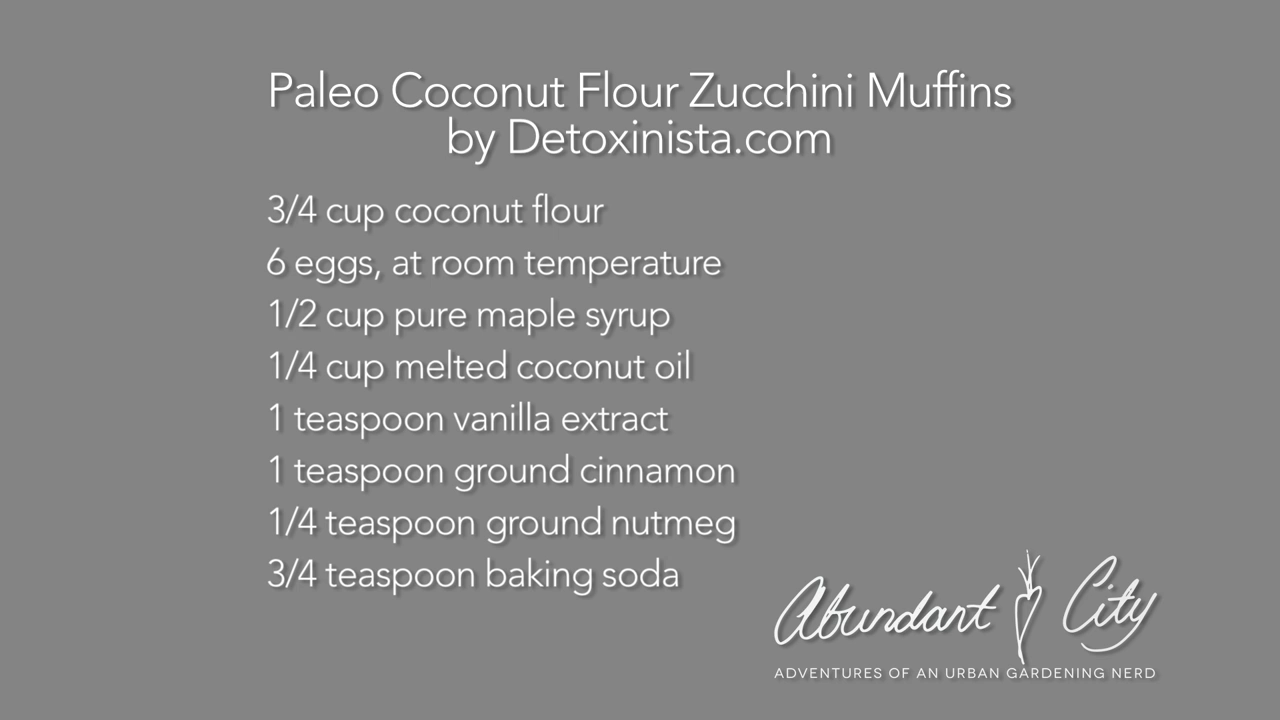 Paleo Coconut Flour Zucchini Muffins
by Detoxinista.com
3/4 cup coconut flour
6 eggs, at room temperature
1/2 cup pure maple syrup
1/4 cup melted coconut oil
1 teaspoon vanilla extract
1 teaspoon ground cinnamon
1/4 teaspoon ground nutmeg
3/4 teaspoon baking soda
Abundant City
ADVENTURES OF AN URBAN GARDENING NERD